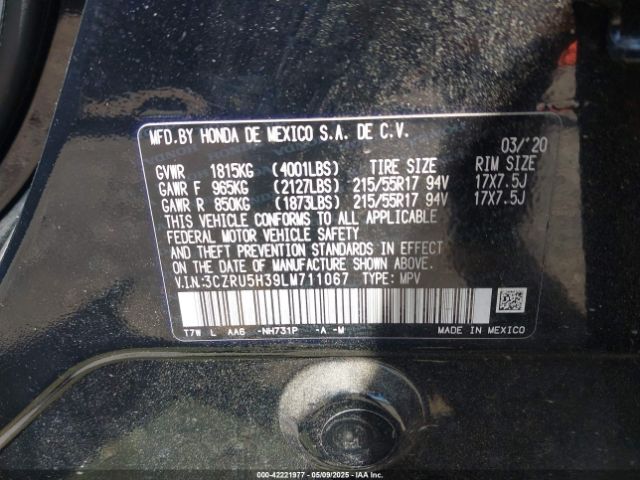 MFD.BY HONDA DE MEXICO S.A. DE C.V. 03/'20
GVWR 1815KG (4001LBS) TIRE SIZE RIM SIZE
GAWR F 965KG (2127LBS) 215/55R17 94V 17X7.5J
GAWR R 850KG (1873LBS) 215/55R17 94V 17X7.5J
THIS VEHICLE CONFORMS TO ALL APPLICABLE
FEDERAL MOTOR VEHICLE SAFETY
AND THEFT PREVENTION STANDARDS IN EFFECT
ON THE DATE OF MANUFACTURE SHOWN ABOVE.
V.I.N:3CZRU5H39LM711067 TYPE: MPV
T7W L AA6 -NH731P -A -M MADE IN MEXICO
000-42221977 - 05/09/2025 - IAA Inc.